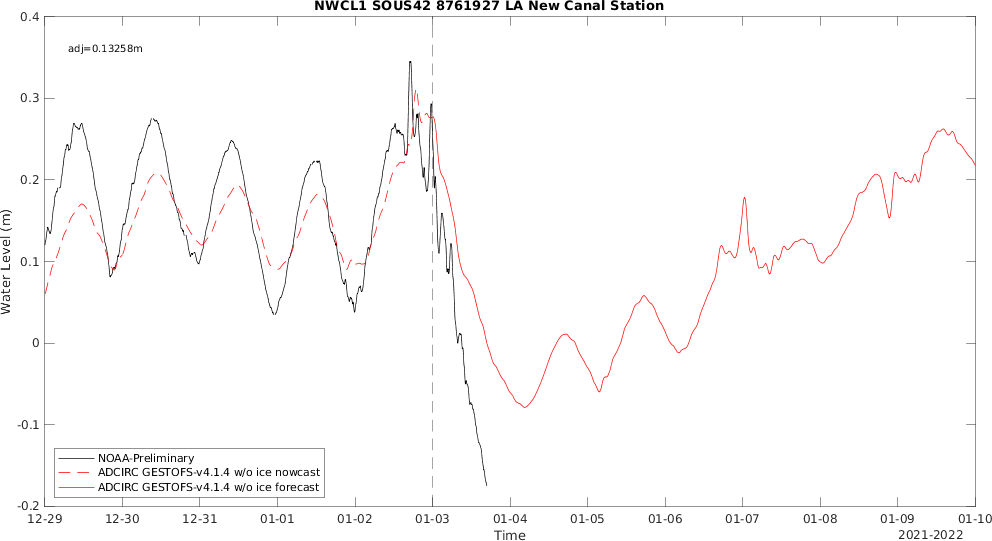 NWCL1 SOUS42 8761927 LA New Canal Station
adj=0.13258m
Water Level (m)
0.4
0.3
0.2
0.1
0
-0.1
-0.2
NOAA-Preliminary
ADCIRC GESTOFS-v4.1.4 w/o ice nowcast
ADCIRC GESTOFS-v4.1.4 w/o ice forecast
12-29 12-30 12-31 01-01 01-02 01-03 01-04 01-05 01-06 01-07 01-08 01-09 01-10
Time
2021-2022